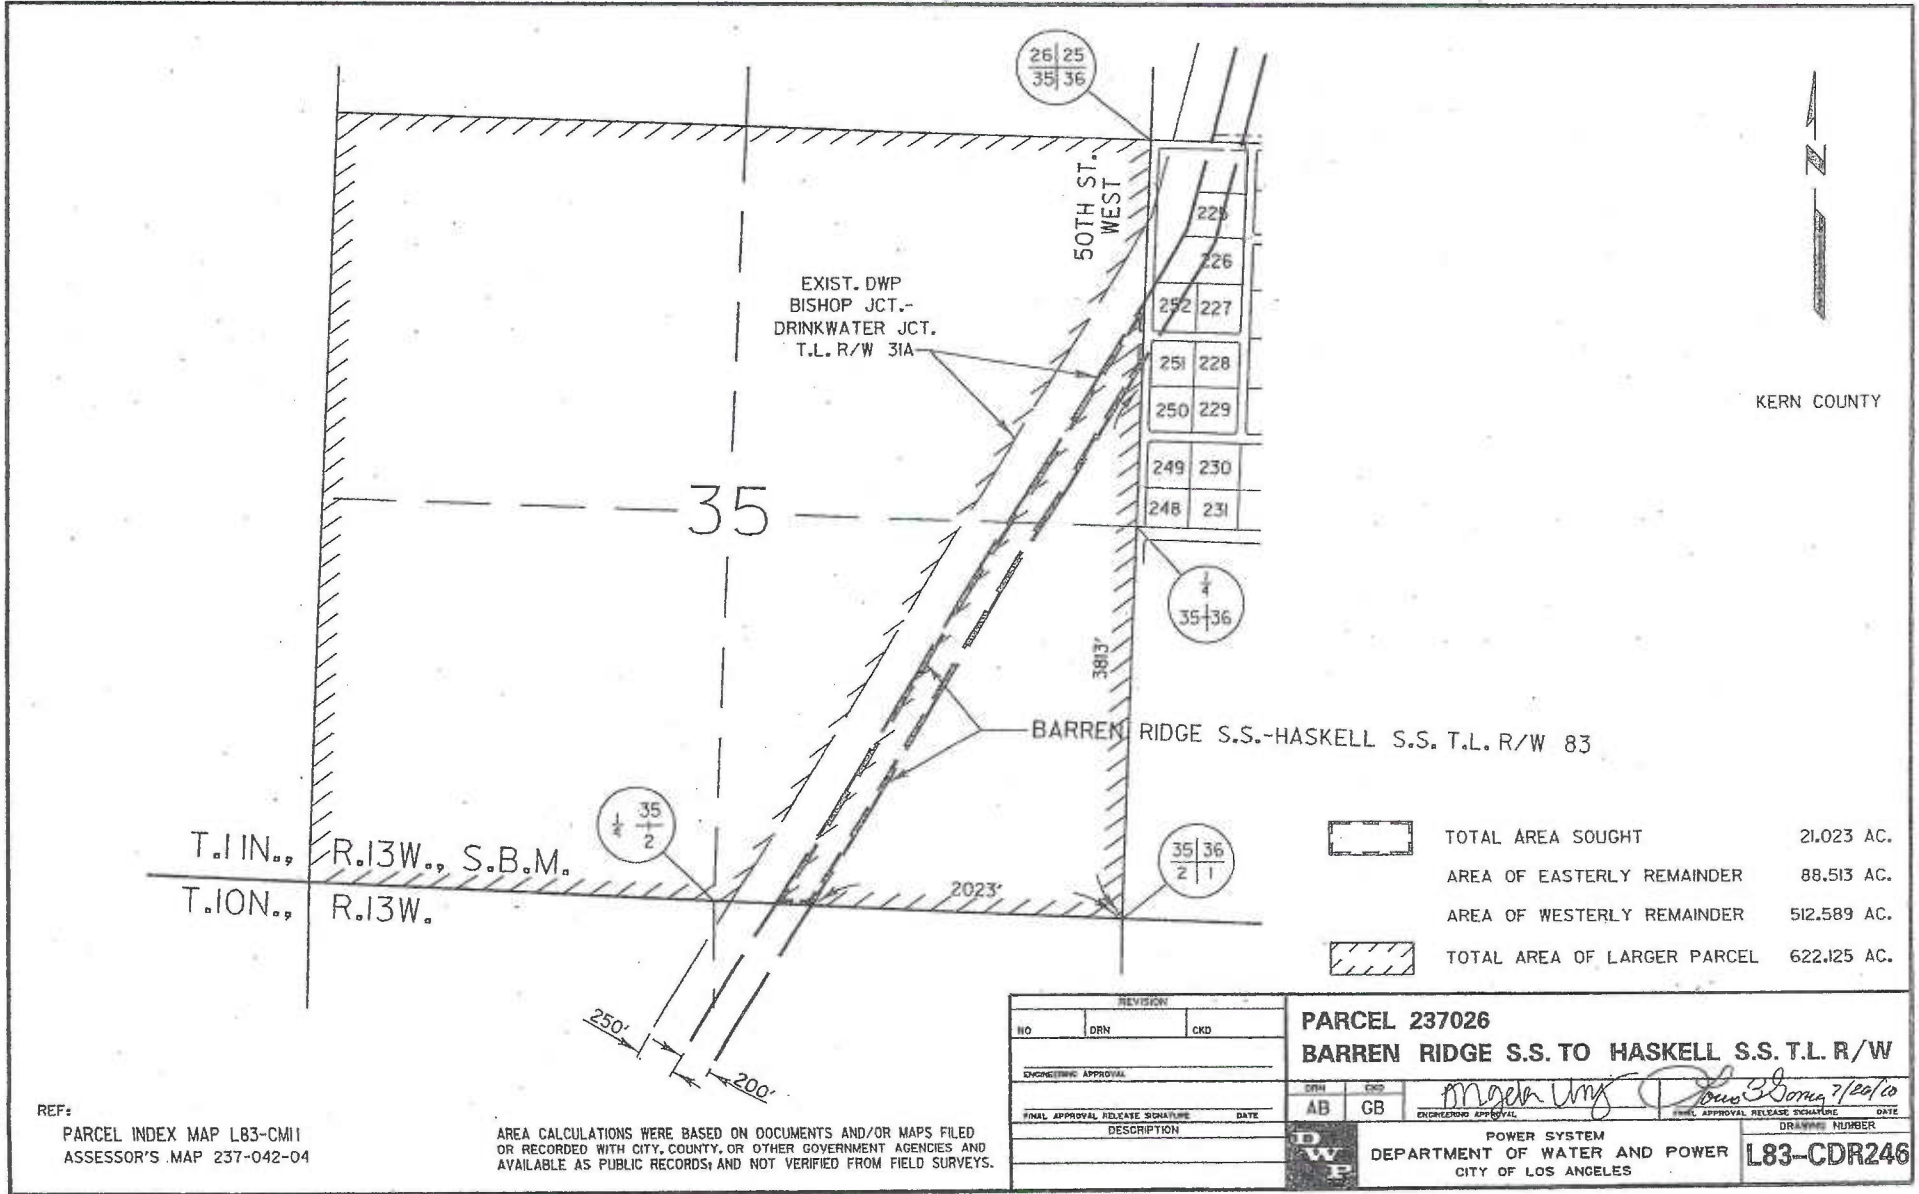 26 25
35 36
50TH ST.
WEST
225
226
252 227
251 228
250 229
249 230
248 231
EXIST. DWP
BISHOP JCT.-
DRINKWATER JCT.
T.L. R/W 31A
N
KERN COUNTY
35
1/4
35 36
3813'
BARREN RIDGE S.S.-HASKELL S.S. T.L. R/W 83
35
2
35 36
2 1
2023'
T.11N., R.13W., S.B.M.
T.10N., R.13W.
250'
200'
TOTAL AREA SOUGHT 21.023 AC.
AREA OF EASTERLY REMAINDER 88.513 AC.
AREA OF WESTERLY REMAINDER 512.589 AC.
TOTAL AREA OF LARGER PARCEL 622.125 AC.
REF:
PARCEL INDEX MAP L83-CM11
ASSESSOR'S MAP 237-042-04
AREA CALCULATIONS WERE BASED ON DOCUMENTS AND/OR MAPS FILED
OR RECORDED WITH CITY, COUNTY, OR OTHER GOVERNMENT AGENCIES AND
AVAILABLE AS PUBLIC RECORDS; AND NOT VERIFIED FROM FIELD SURVEYS.
REVISION
NO DRN CKD
ENGINEERING APPROVAL
FINAL APPROVAL RELEASE SIGNATURE DATE
DESCRIPTION
PARCEL 237026
BARREN RIDGE S.S. TO HASKELL S.S. T.L. R/W
DRN CKD
AB GB
ENGINEERING APPROVAL
FINAL APPROVAL RELEASE SIGNATURE DATE
DWP
POWER SYSTEM
DEPARTMENT OF WATER AND POWER
CITY OF LOS ANGELES
DRAWING NUMBER
L83-CDR246